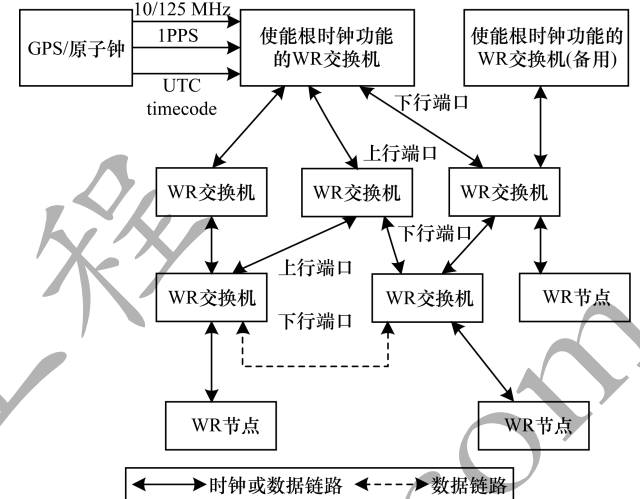 GPS/原子钟
10/125 MHz
1PPS
UTC
timecode
使能根时钟功能
的WR交换机
使能根时钟功能的
WR交换机(备用)
下行端口
上行端口
WR交换机
WR交换机
WR交换机
下行端口
上行端口
WR交换机
WR交换机
WR节点
下行端口
WR节点
WR节点
时钟或数据链路
数据链路
工程
com